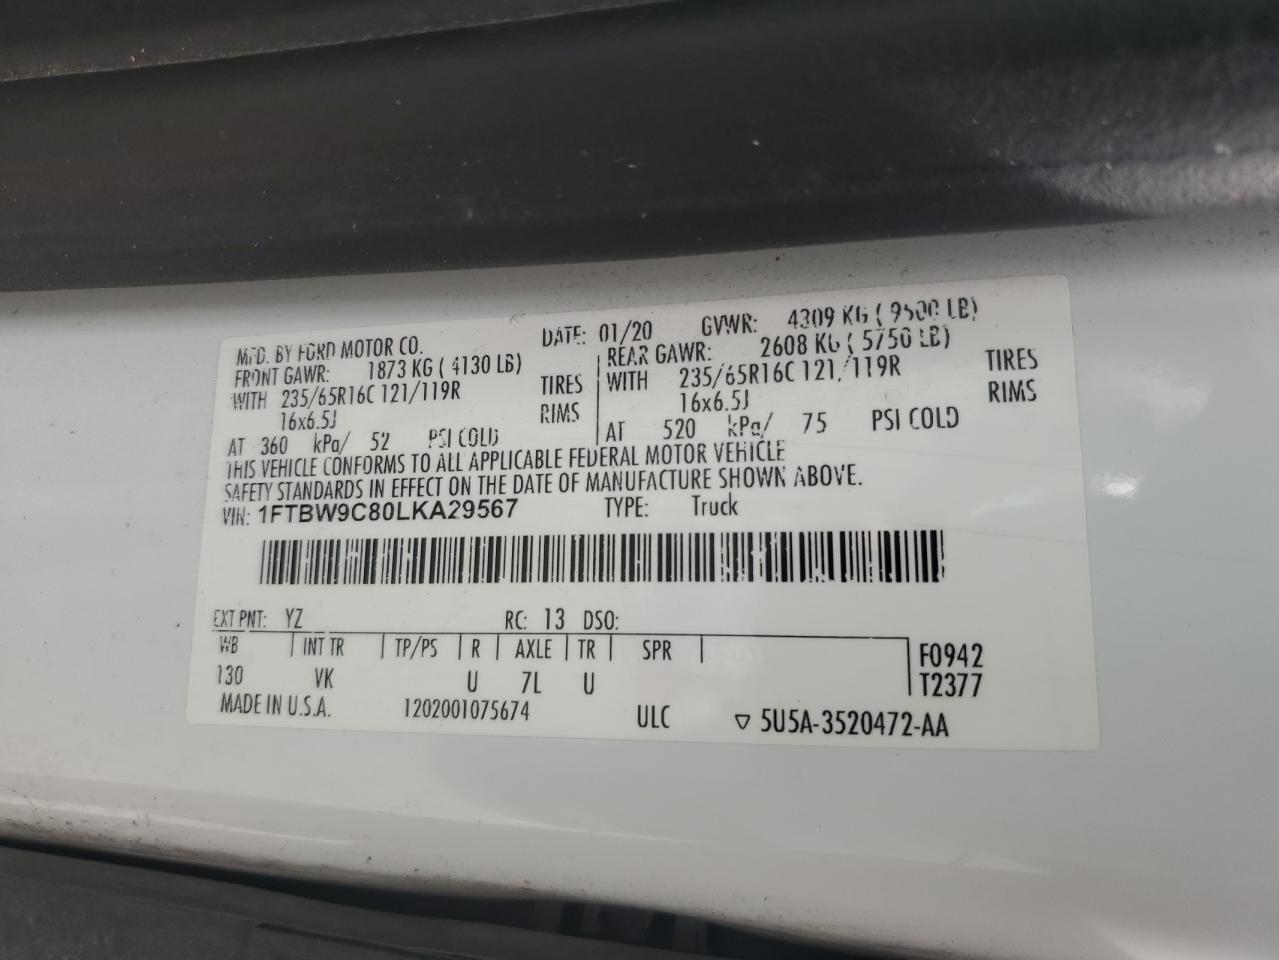 MFD. BY FORD MOTOR CO. DATE: 01/20 GVWR: 4309 KG ( 9500 LB)
FRONT GAWR: 1873 KG ( 4130 LB) REAR GAWR: 2608 KG ( 5750 LB)
WITH 235/65R16C 121/119R TIRES WITH 235/65R16C 121/119R TIRES
16x6.5J RIMS 16x6.5J RIMS
AT 360 kPa/ 52 PSI COLD AT 520 kPa/ 75 PSI COLD
THIS VEHICLE CONFORMS TO ALL APPLICABLE FEDERAL MOTOR VEHICLE
SAFETY STANDARDS IN EFFECT ON THE DATE OF MANUFACTURE SHOWN ABOVE.
VIN: 1FTBW9C80LKA29567 TYPE: Truck
EXT PNT: YZ RC: 13 DSO:
WB INT TR TP/PS R AXLE TR SPR F0942
130 VK U 7L U T2377
MADE IN U.S.A. 1202001075674 ULC ▽ 5U5A-3520472-AA